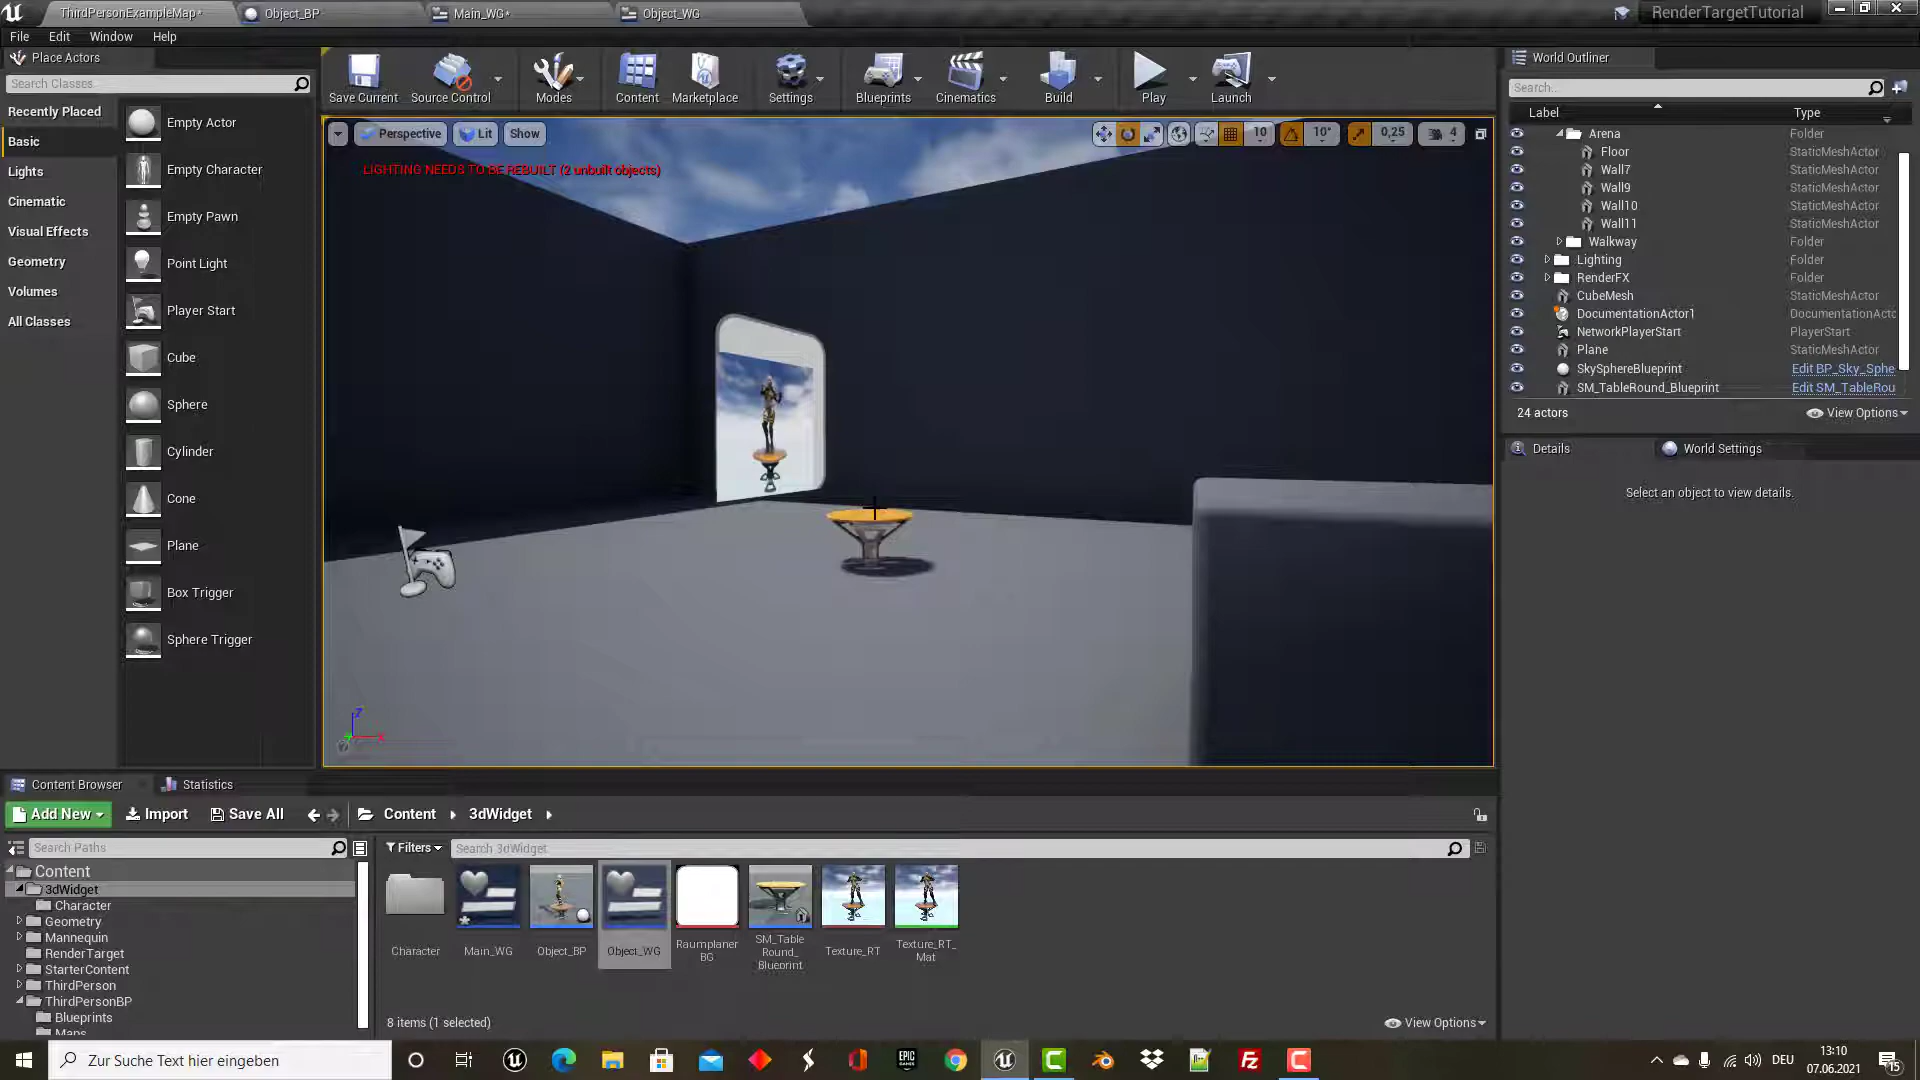 ThirdPersonExampleMap*
Object_BP
Main_WG*
Object_WG
RenderTargetTutorial
File
Edit
Window
Help
Place Actors
Search Classes
Recently Placed
Basic
Lights
Cinematic
Visual Effects
Geometry
Volumes
All Classes
Empty Actor
Empty Character
Empty Pawn
Point Light
Player Start
Cube
Sphere
Cylinder
Cone
Plane
Box Trigger
Sphere Trigger
Save Current
Source Control
Modes
Content
Marketplace
Settings
Blueprints
Cinematics
Build
Play
Launch
Perspective
Lit
Show
10
10°
0,25
4
LIGHTING NEEDS TO BE REBUILT (2 unbuilt objects)
World Outliner
Search...
Label Type
Arena Folder
Floor StaticMeshActor
Wall7 StaticMeshActor
Wall9 StaticMeshActor
Wall10 StaticMeshActor
Wall11 StaticMeshActor
Walkway Folder
Lighting Folder
RenderFX Folder
CubeMesh StaticMeshActor
DocumentationActor1 DocumentationActo
NetworkPlayerStart PlayerStart
Plane StaticMeshActor
SkySphereBlueprint Edit BP_Sky_Sphe
SM_TableRound_Blueprint Edit SM_TableRou
24 actors
View Options
Details
World Settings
Select an object to view details.
Content Browser
Statistics
Add New
Import
Save All
Content
3dWidget
Search Paths
Filters
Search 3dWidget
Content
3dWidget
Character
Geometry
Mannequin
RenderTarget
StarterContent
ThirdPerson
ThirdPersonBP
Blueprints
Maps
Character
Main_WG
Object_BP
Object_WG
Raumplaner
BG
SM_Table
Round_
Blueprint
Texture_RT
Texture_RT_
Mat
8 items (1 selected)
View Options
Zur Suche Text hier eingeben
EPIC
GAMES
DEU
13:10
07.06.2021
15